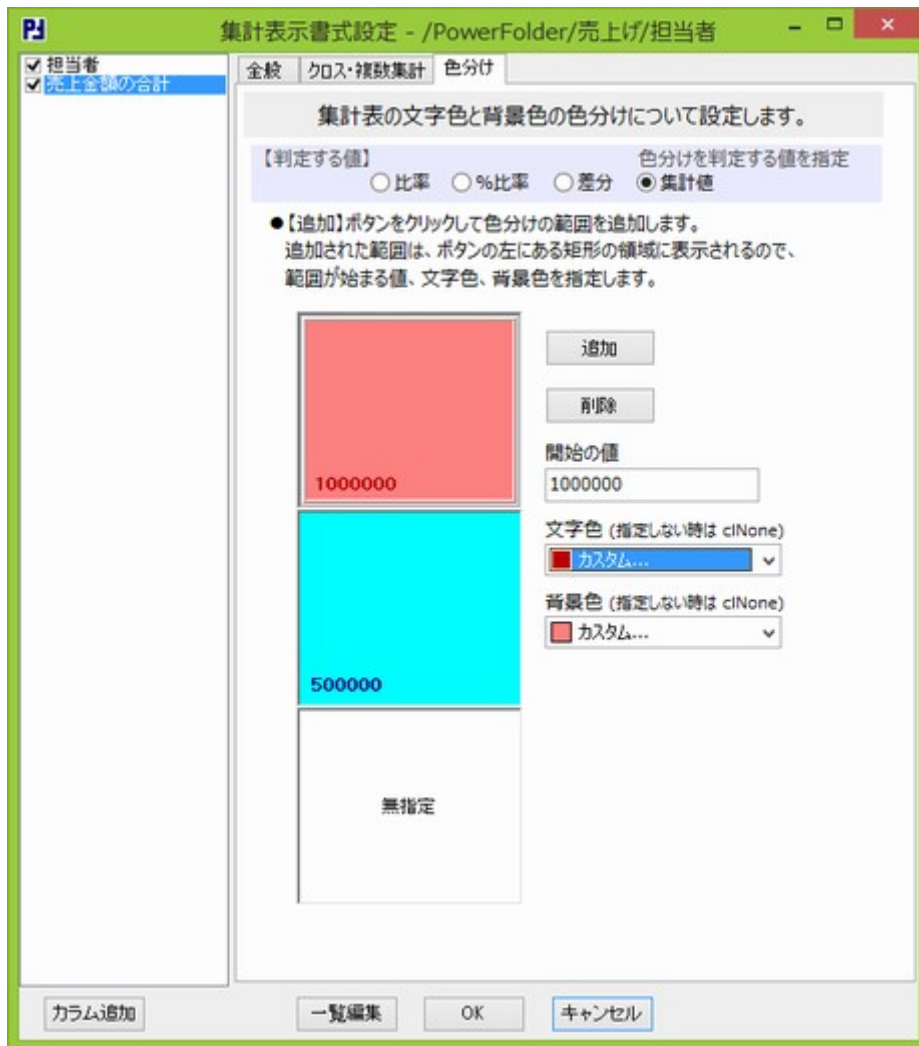 集計表示書式設定 - /PowerFolder/売上げ/担当者
担当者
売上金額の合計
全般 クロス・複数集計 色分け
集計表の文字色と背景色の色分けについて設定します。
【判定する値】 色分けを判定する値を指定
比率 %比率 差分 集計値
●【追加】ボタンをクリックして色分けの範囲を追加します。
追加された範囲は、ボタンの左にある矩形の領域に表示されるので、
範囲が始まる値、文字色、背景色を指定します。
追加
削除
開始の値
1000000
1000000
文字色 (指定しない時は clNone)
カスタム...
背景色 (指定しない時は clNone)
カスタム...
500000
無指定
カラム追加 一覧編集 OK キャンセル